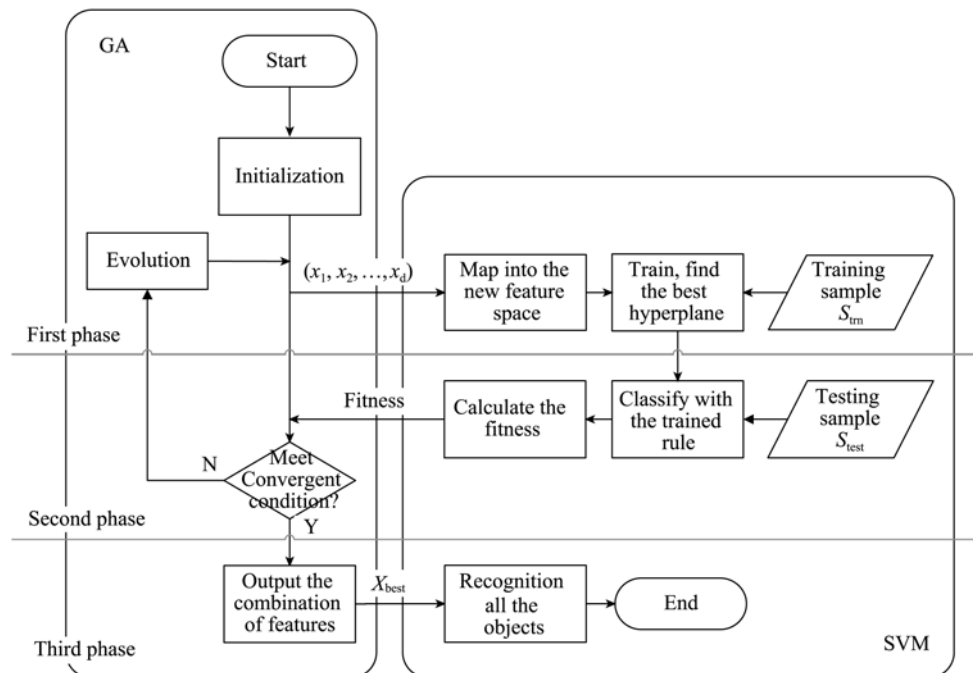 GA
Start
Initialization
Evolution
(x1, x2, …, xd)
Map into the
new feature
space
Train, find
the best
hyperplane
Training
sample
Strn
First phase
Fitness
Calculate the
fitness
Classify with
the trained
rule
Testing
sample
Stest
N
Meet
Convergent
condition?
Y
Second phase
Output the
combination
of features
Xbest
Recognition
all the
objects
End
Third phase
SVM